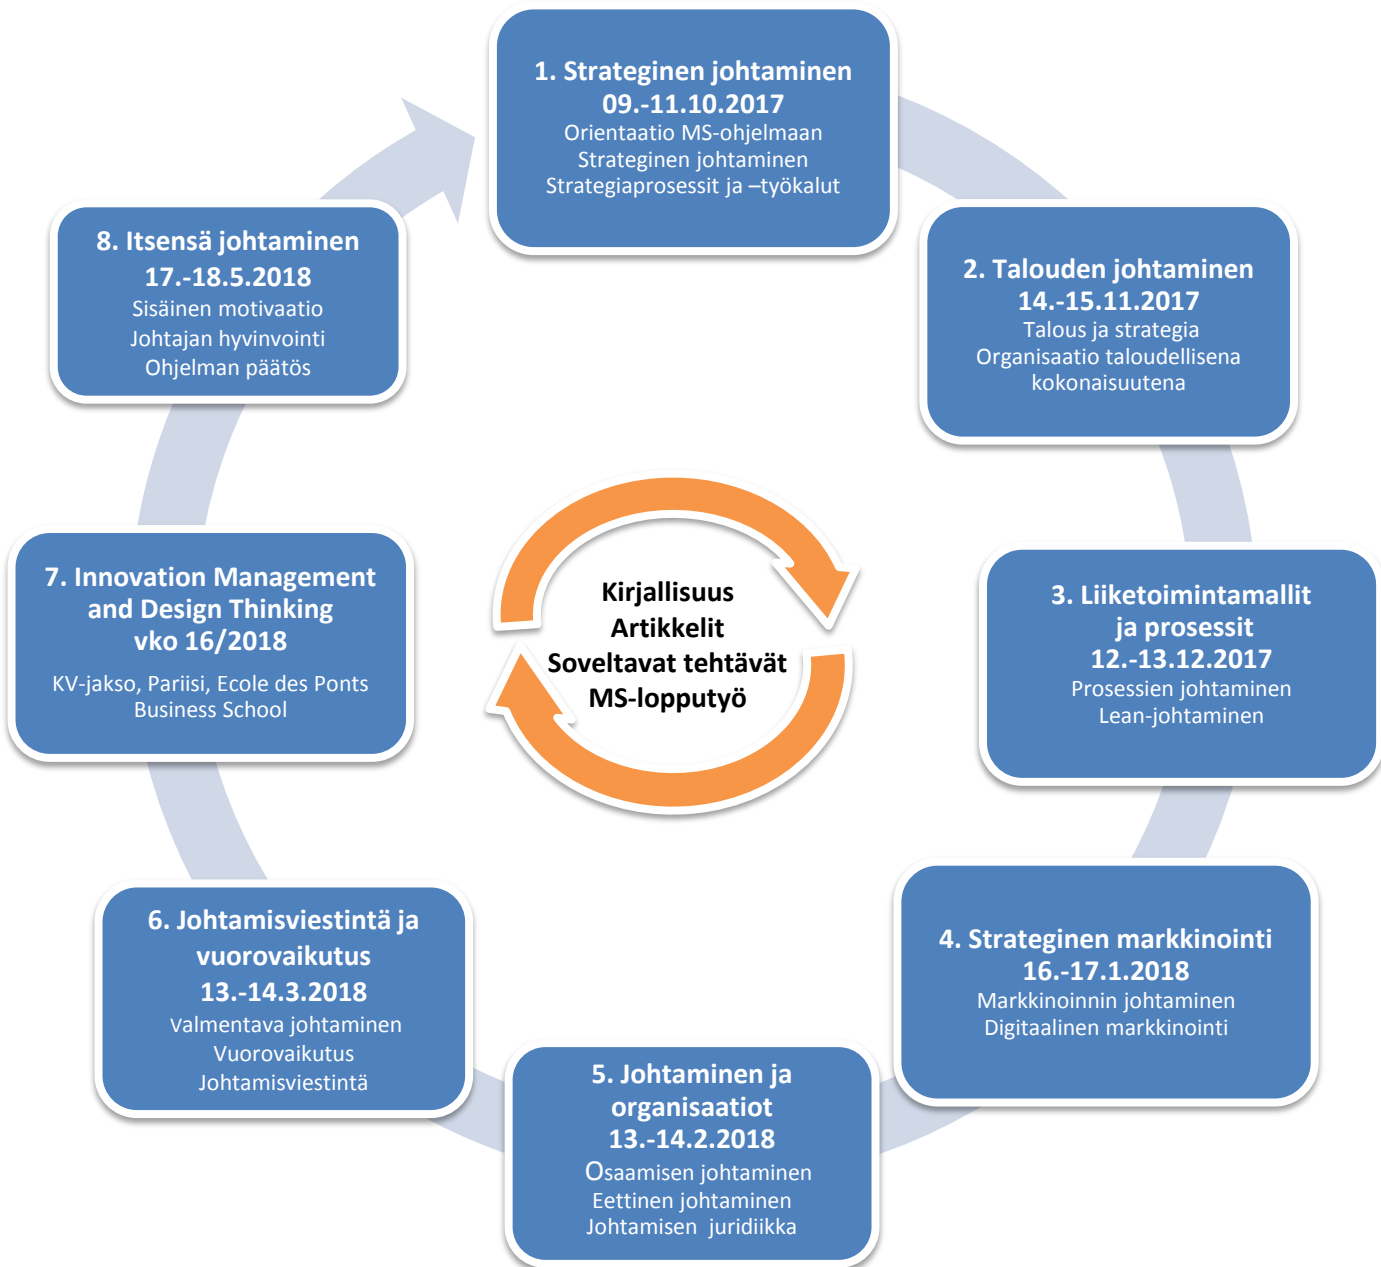 1. Strateginen johtaminen
09.-11.10.2017
Orientaatio MS-ohjelmaan
Strateginen johtaminen
Strategiaprosessit ja –työkalut
2. Talouden johtaminen
14.-15.11.2017
Talous ja strategia
Organisaatio taloudellisena
kokonaisuutena
3. Liiketoimintamallit
ja prosessit
12.-13.12.2017
Prosessien johtaminen
Lean-johtaminen
4. Strateginen markkinointi
16.-17.1.2018
Markkinoinnin johtaminen
Digitaalinen markkinointi
5. Johtaminen ja
organisaatiot
13.-14.2.2018
Osaamisen johtaminen
Eettinen johtaminen
Johtamisen juridiikka
6. Johtamisviestintä ja
vuorovaikutus
13.-14.3.2018
Valmentava johtaminen
Vuorovaikutus
Johtamisviestintä
7. Innovation Management
and Design Thinking
vko 16/2018
KV-jakso, Pariisi, Ecole des Ponts
Business School
8. Itsensä johtaminen
17.-18.5.2018
Sisäinen motivaatio
Johtajan hyvinvointi
Ohjelman päätös
Kirjallisuus
Artikkelit
Soveltavat tehtävät
MS-lopputyö